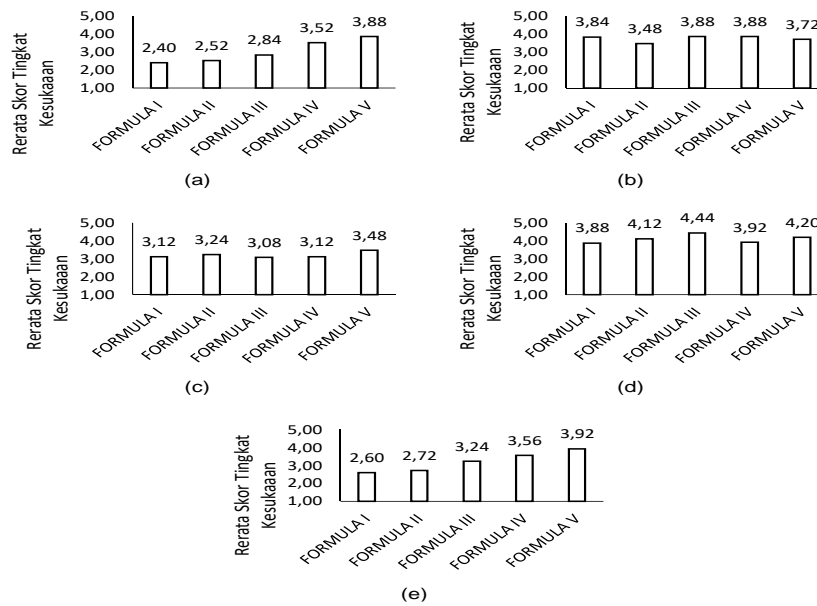 Rerata Skor Tingkat
Kesukaaan
5,00
4,00
3,00
2,00
1,00
2,40
2,52
2,84
3,52
3,88
FORMULA I
FORMULA II
FORMULA III
FORMULA IV
FORMULA V
(a)
Rerata Skor Tingkat
Kesukaaan
5,00
4,00
3,00
2,00
1,00
3,84
3,48
3,88
3,88
3,72
FORMULA I
FORMULA II
FORMULA III
FORMULA IV
FORMULA V
(b)
Rerata Skor Tingkat
Kesukaaan
5,00
4,00
3,00
2,00
1,00
3,12
3,24
3,08
3,12
3,48
FORMULA I
FORMULA II
FORMULA III
FORMULA IV
FORMULA V
(c)
Rerata Skor Tingkat
Kesukaaan
5,00
4,00
3,00
2,00
1,00
3,88
4,12
4,44
3,92
4,20
FORMULA I
FORMULA II
FORMULA III
FORMULA IV
FORMULA V
(d)
Rerata Skor Tingkat
Kesukaaan
5,00
4,00
3,00
2,00
1,00
2,60
2,72
3,24
3,56
3,92
FORMULA I
FORMULA II
FORMULA III
FORMULA IV
FORMULA V
(e)